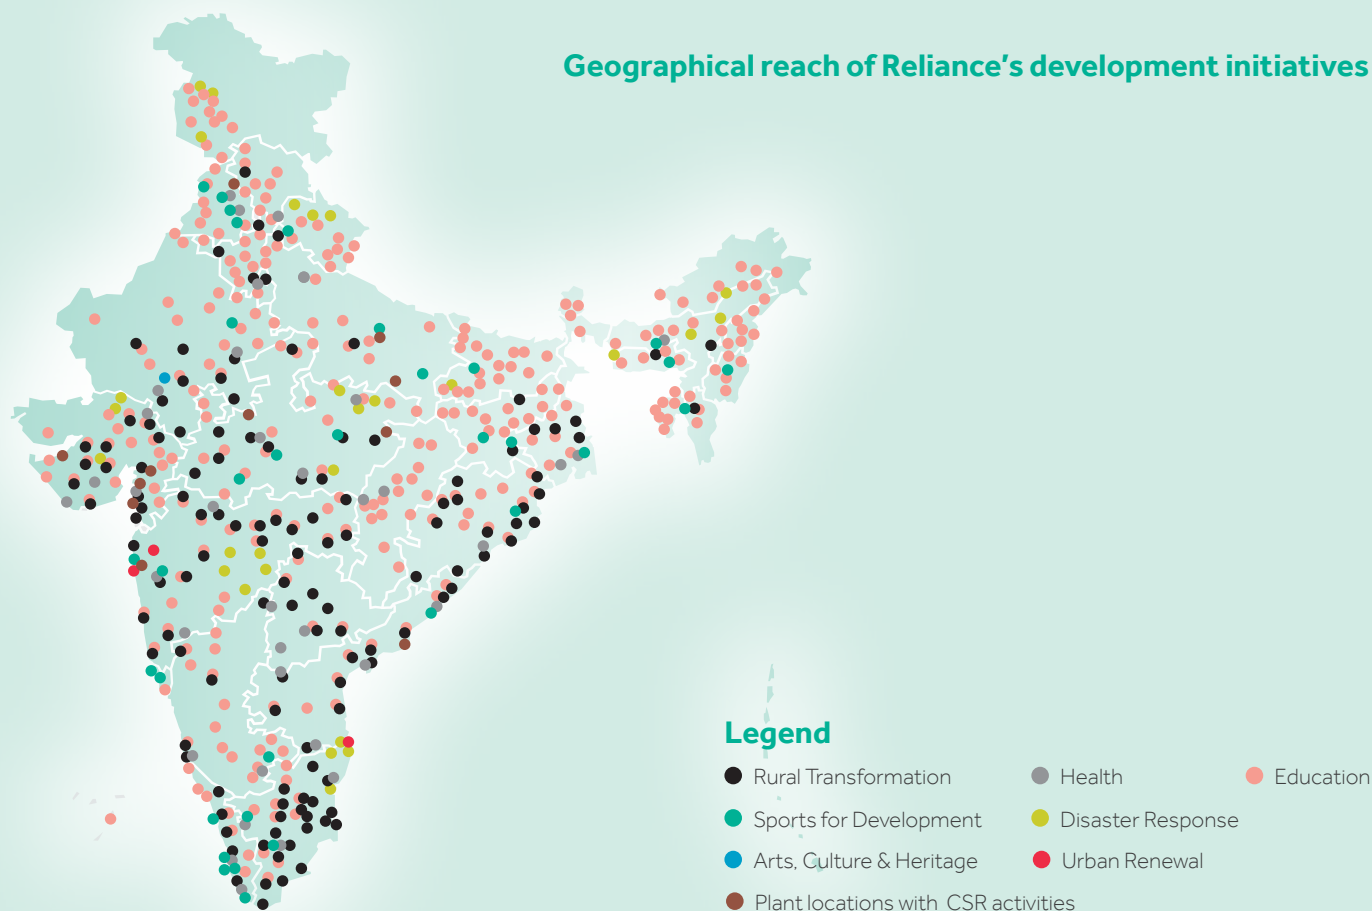 Geographical reach of Reliance's development initiatives
Legend
Rural Transformation
Health
Education
Sports for Development
Disaster Response
Arts, Culture & Heritage
Urban Renewal
Plant locations with CSR activities